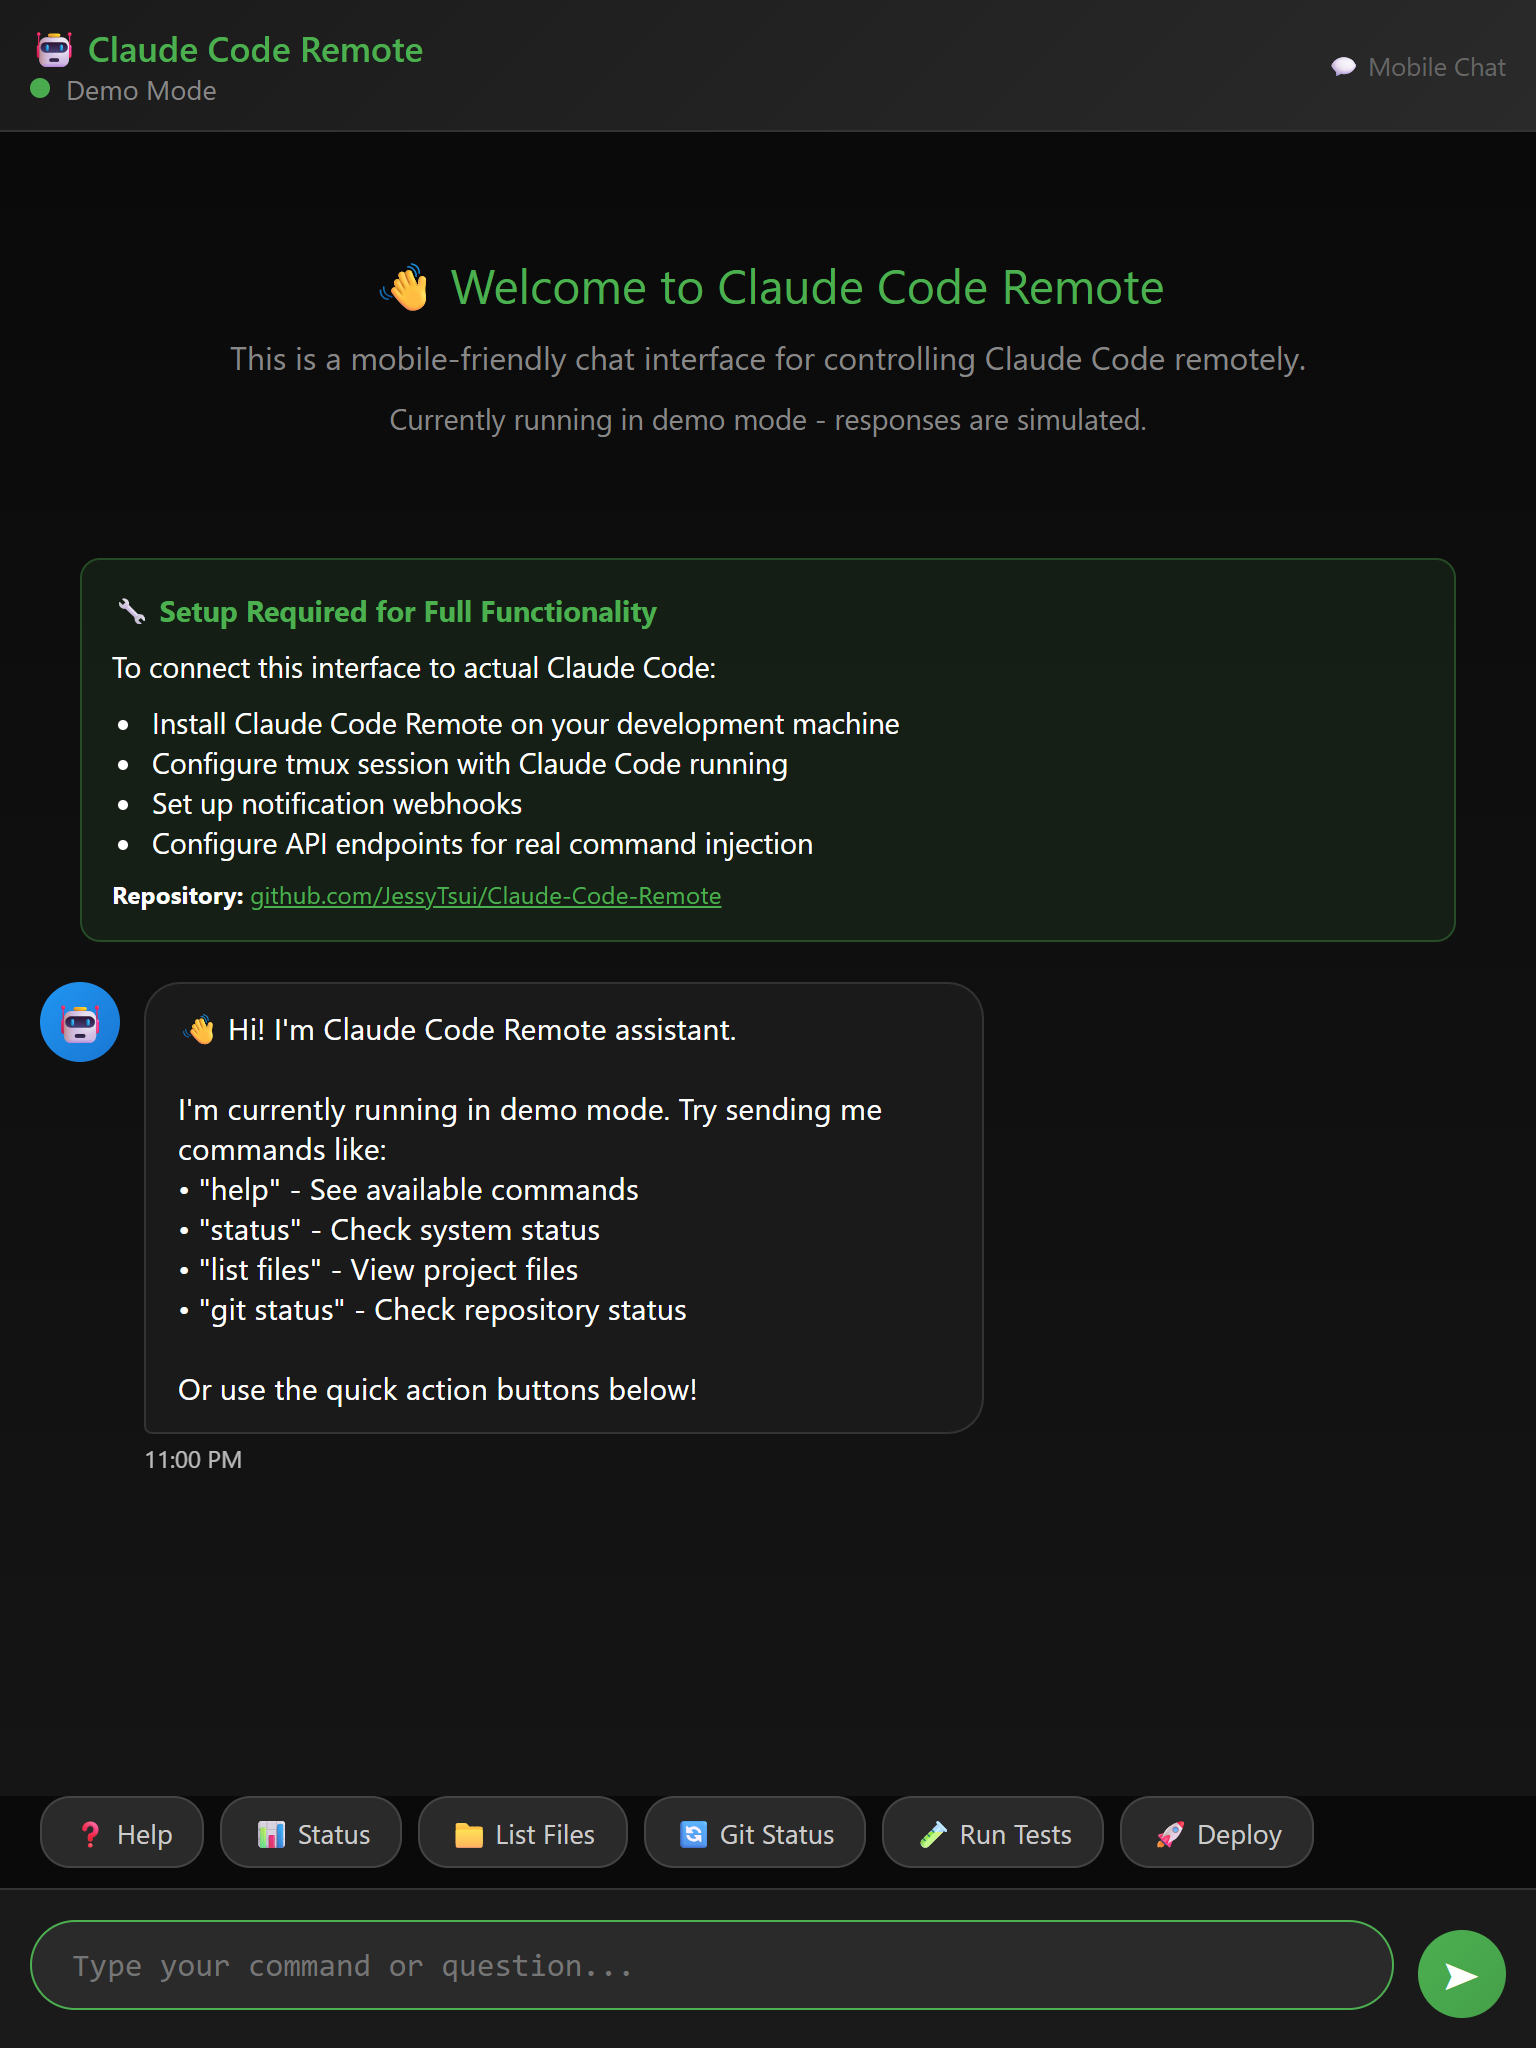 Claude Code Remote
Demo Mode
Mobile Chat
Welcome to Claude Code Remote
This is a mobile-friendly chat interface for controlling Claude Code remotely.
Currently running in demo mode - responses are simulated.
Setup Required for Full Functionality
To connect this interface to actual Claude Code:
• Install Claude Code Remote on your development machine
• Configure tmux session with Claude Code running
• Set up notification webhooks
• Configure API endpoints for real command injection
Repository: github.com/JessyTsui/Claude-Code-Remote
Hi! I'm Claude Code Remote assistant.
I'm currently running in demo mode. Try sending me
commands like:
• "help" - See available commands
• "status" - Check system status
• "list files" - View project files
• "git status" - Check repository status
Or use the quick action buttons below!
11:00 PM
Help
Status
List Files
Git Status
Run Tests
Deploy
Type your command or question...